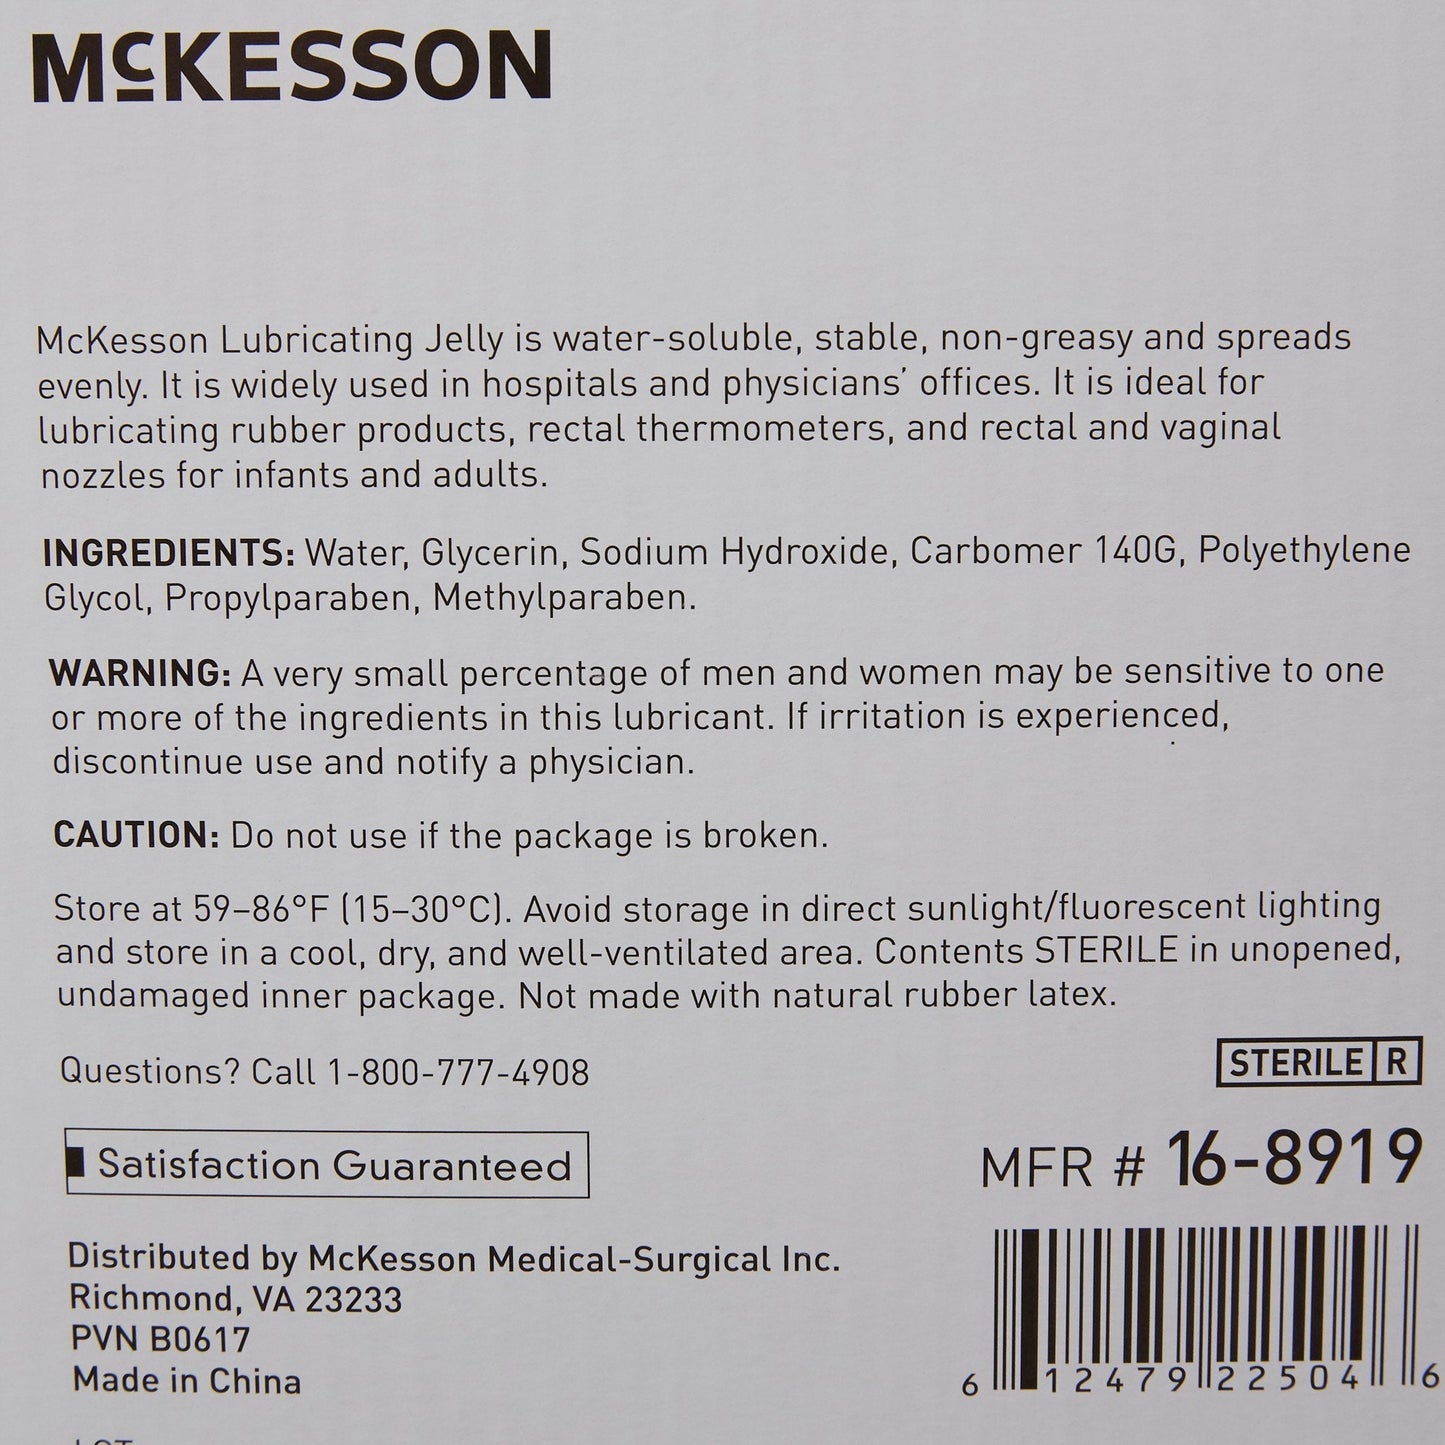 McKESSON
McKesson Lubricating Jelly is water-soluble, stable, non-greasy and spreads
evenly. It is widely used in hospitals and physicians’ offices. It is ideal for
lubricating rubber products, rectal thermometers, and rectal and vaginal
nozzles for infants and adults.
INGREDIENTS: Water, Glycerin, Sodium Hydroxide, Carbomer 140G, Polyethylene
Glycol, Propylparaben, Methylparaben.
WARNING: A very small percentage of men and women may be sensitive to one
or more of the ingredients in this lubricant. If irritation is experienced,
discontinue use and notify a physician.
CAUTION: Do not use if the package is broken.
Store at 59–86°F (15–30°C). Avoid storage in direct sunlight/fluorescent lighting
and store in a cool, dry, and well-ventilated area. Contents STERILE in unopened,
undamaged inner package. Not made with natural rubber latex.
Questions? Call 1-800-777-4908
STERILE R
Satisfaction Guaranteed
MFR # 16-8919
Distributed by McKesson Medical-Surgical Inc.
Richmond, VA 23233
PVN B0617
Made in China
6 12479 22504 6